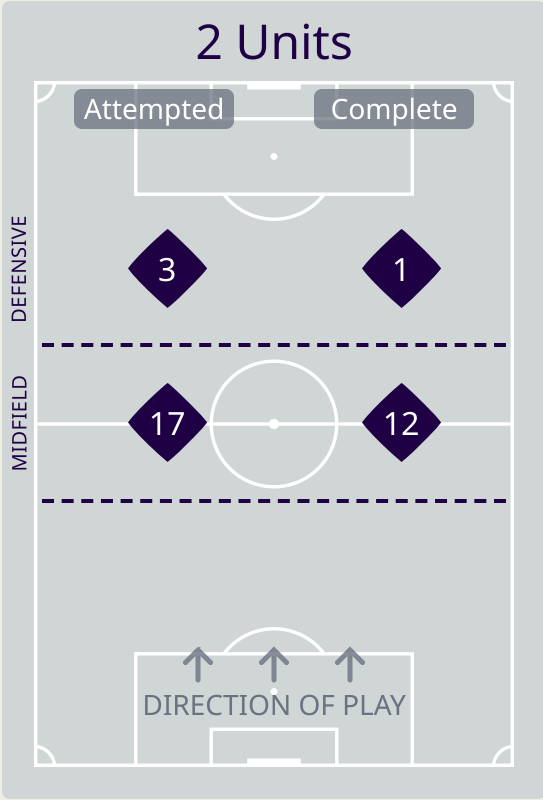 2 Units
Attempted Complete
DEFENSIVE
3 1
MIDFIELD
17 12
DIRECTION OF PLAY